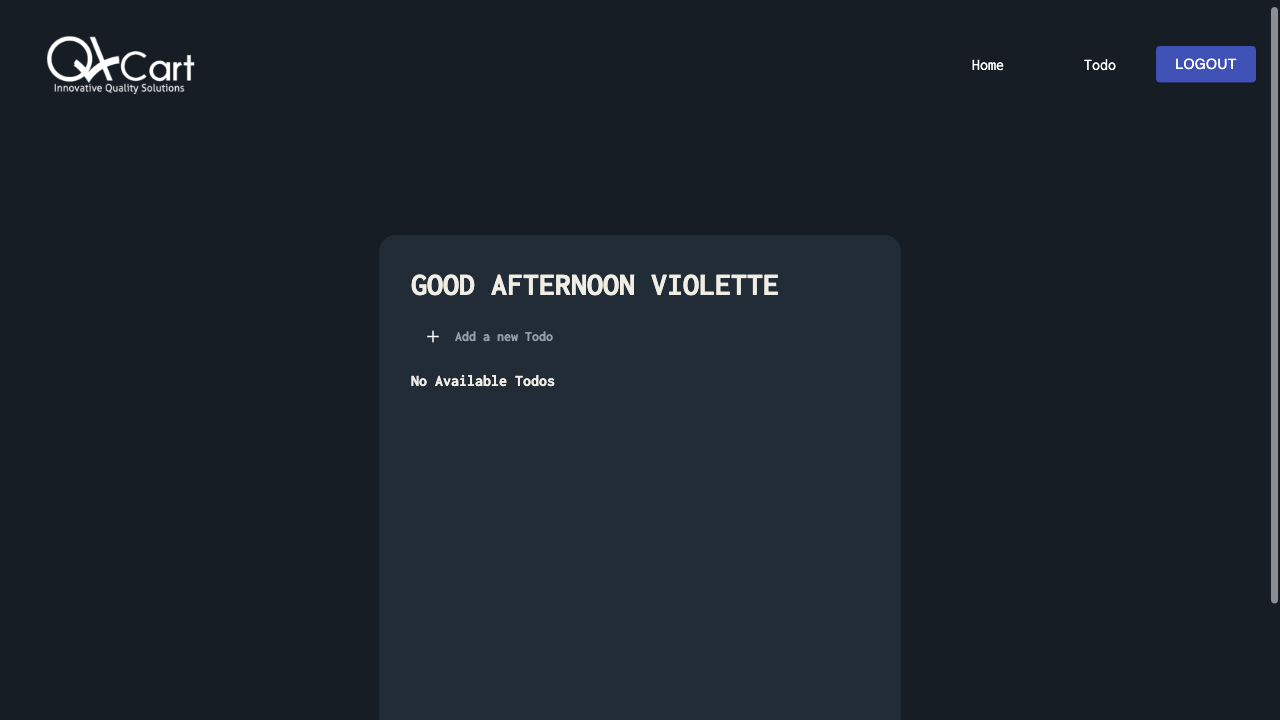 QACart
Innovative Quality Solutions
Home
Todo
LOGOUT
GOOD AFTERNOON VIOLETTE
Add a new Todo
No Available Todos